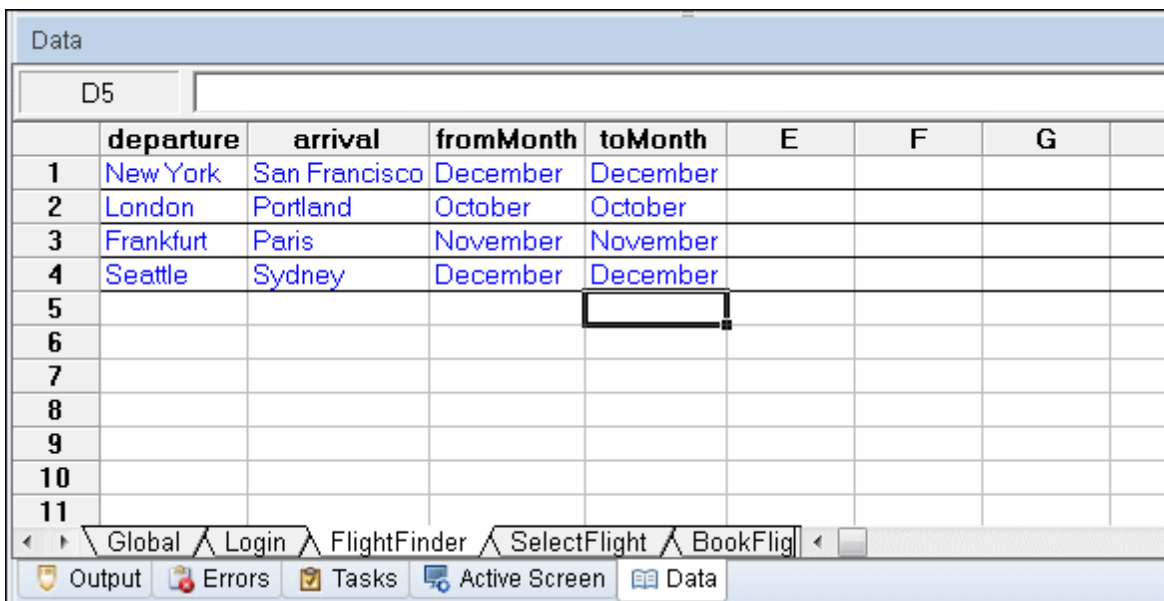 Data
D5
departure arrival fromMonth toMonth E F G
1 New York San Francisco December December
2 London Portland October October
3 Frankfurt Paris November November
4 Seattle Sydney December December
5
6
7
8
9
10
11
Global Login FlightFinder SelectFlight BookFlig
Output Errors Tasks Active Screen Data